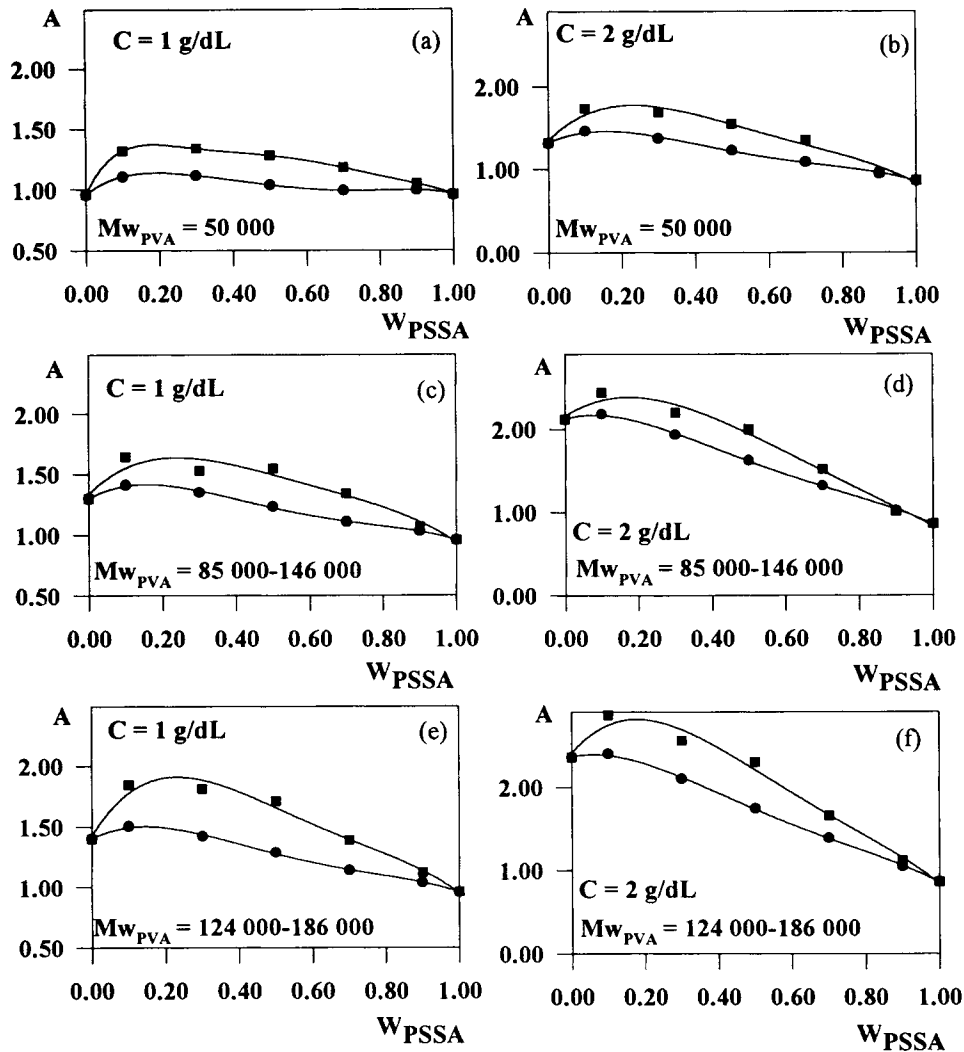 A
C = 1 g/dL
(a)
2.00
1.50
1.00
0.50
Mw_PVA = 50 000
0.00 0.20 0.40 0.60 0.80 1.00
W_PSSA
A
C = 2 g/dL
(b)
2.00
1.00
0.00
Mw_PVA = 50 000
0.00 0.20 0.40 0.60 0.80 1.00
W_PSSA
A
C = 1 g/dL
(c)
2.00
1.50
1.00
0.50
Mw_PVA = 85 000-146 000
0.00 0.20 0.40 0.60 0.80 1.00
W_PSSA
A
(d)
2.00
1.00
0.00
C = 2 g/dL
Mw_PVA = 85 000-146 000
0.00 0.20 0.40 0.60 0.80 1.00
W_PSSA
A
C = 1 g/dL
(e)
2.00
1.50
1.00
0.50
Mw_PVA = 124 000-186 000
0.00 0.20 0.40 0.60 0.80 1.00
W_PSSA
A
(f)
2.00
1.00
0.00
C = 2 g/dL
Mw_PVA = 124 000-186 000
0.00 0.20 0.40 0.60 0.80 1.00
W_PSSA